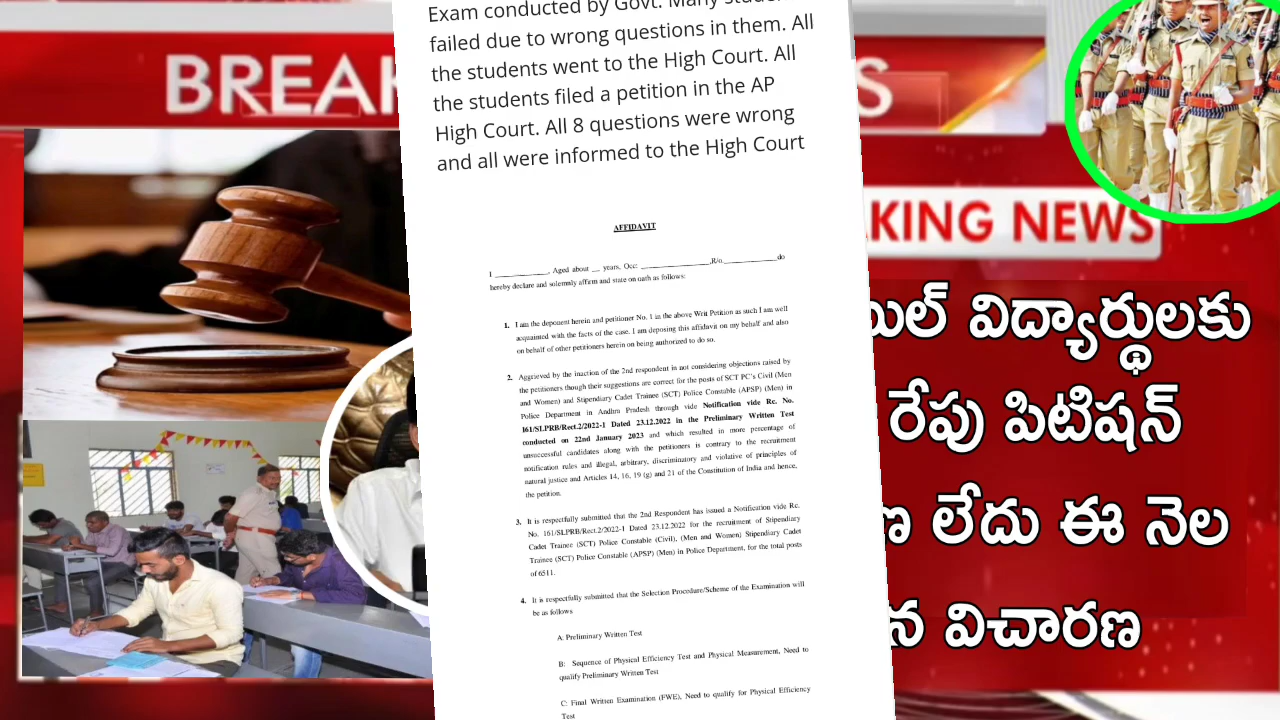 BREAK
S
Exam conducted by Govt. Many
failed due to wrong questions in them. All
the students went to the High Court. All
the students filed a petition in the AP
High Court. All 8 questions were wrong
and all were informed to the High Court
AFFIDAVIT
I ____________, Aged about __ years, Occ: ________________,R/o____________do
hereby declare and solemnly affirm and state on oath as follows:
1. I am the deponent herein and petitioner No. 1 in the above Writ Petition as such I am well
acquainted with the facts of the case. I am deposing this affidavit on my behalf and also
on behalf of other petitioners herein on being authorized to do so.
2. Aggrieved by the inaction of the 2nd respondent in not considering objections raised by
the petitioners though their suggestions are correct for the posts of SCT PC's Civil (Men
and Women) and Stipendiary Cadet Trainee (SCT) Police Constable (APSP) (Men) in
Police Department in Andhra Pradesh through vide Notification vide Rc. No.
161/SLPRB/Rect.2/2022-1 Dated 23.12.2022 in the Preliminary Written Test
conducted on 22nd January 2023 and which resulted in more percentage of
unsuccessful candidates along with the petitioners is contrary to the recruitment
notification rules and illegal, arbitrary, discriminatory and violative of principles of
natural justice and Articles 14, 16, 19 (g) and 21 of the Constitution of India and hence,
the petition.
3. It is respectfully submitted that the 2nd Respondent has issued a Notification vide Rc.
No. 161/SLPRB/Rect.2/2022-1 Dated 23.12.2022 for the recruitment of Stipendiary
Cadet Trainee (SCT) Police Constable (Civil), (Men and Women) Stipendiary Cadet
Trainee (SCT) Police Constable (APSP) (Men) in Police Department, for the total posts
of 6511.
4. It is respectfully submitted that the Selection Procedure/Scheme of the Examination will
be as follows
A: Preliminary Written Test
B: Sequence of Physical Efficiency Test and Physical Measurement, Need to
qualify Preliminary Written Test
C: Final Written Examination (FWE), Need to qualify for Physical Efficiency
Test
KING NEWS
విద్యార్థులకు
రేపు పిటిషన్
లేదు ఈ నెల
న విచారణ